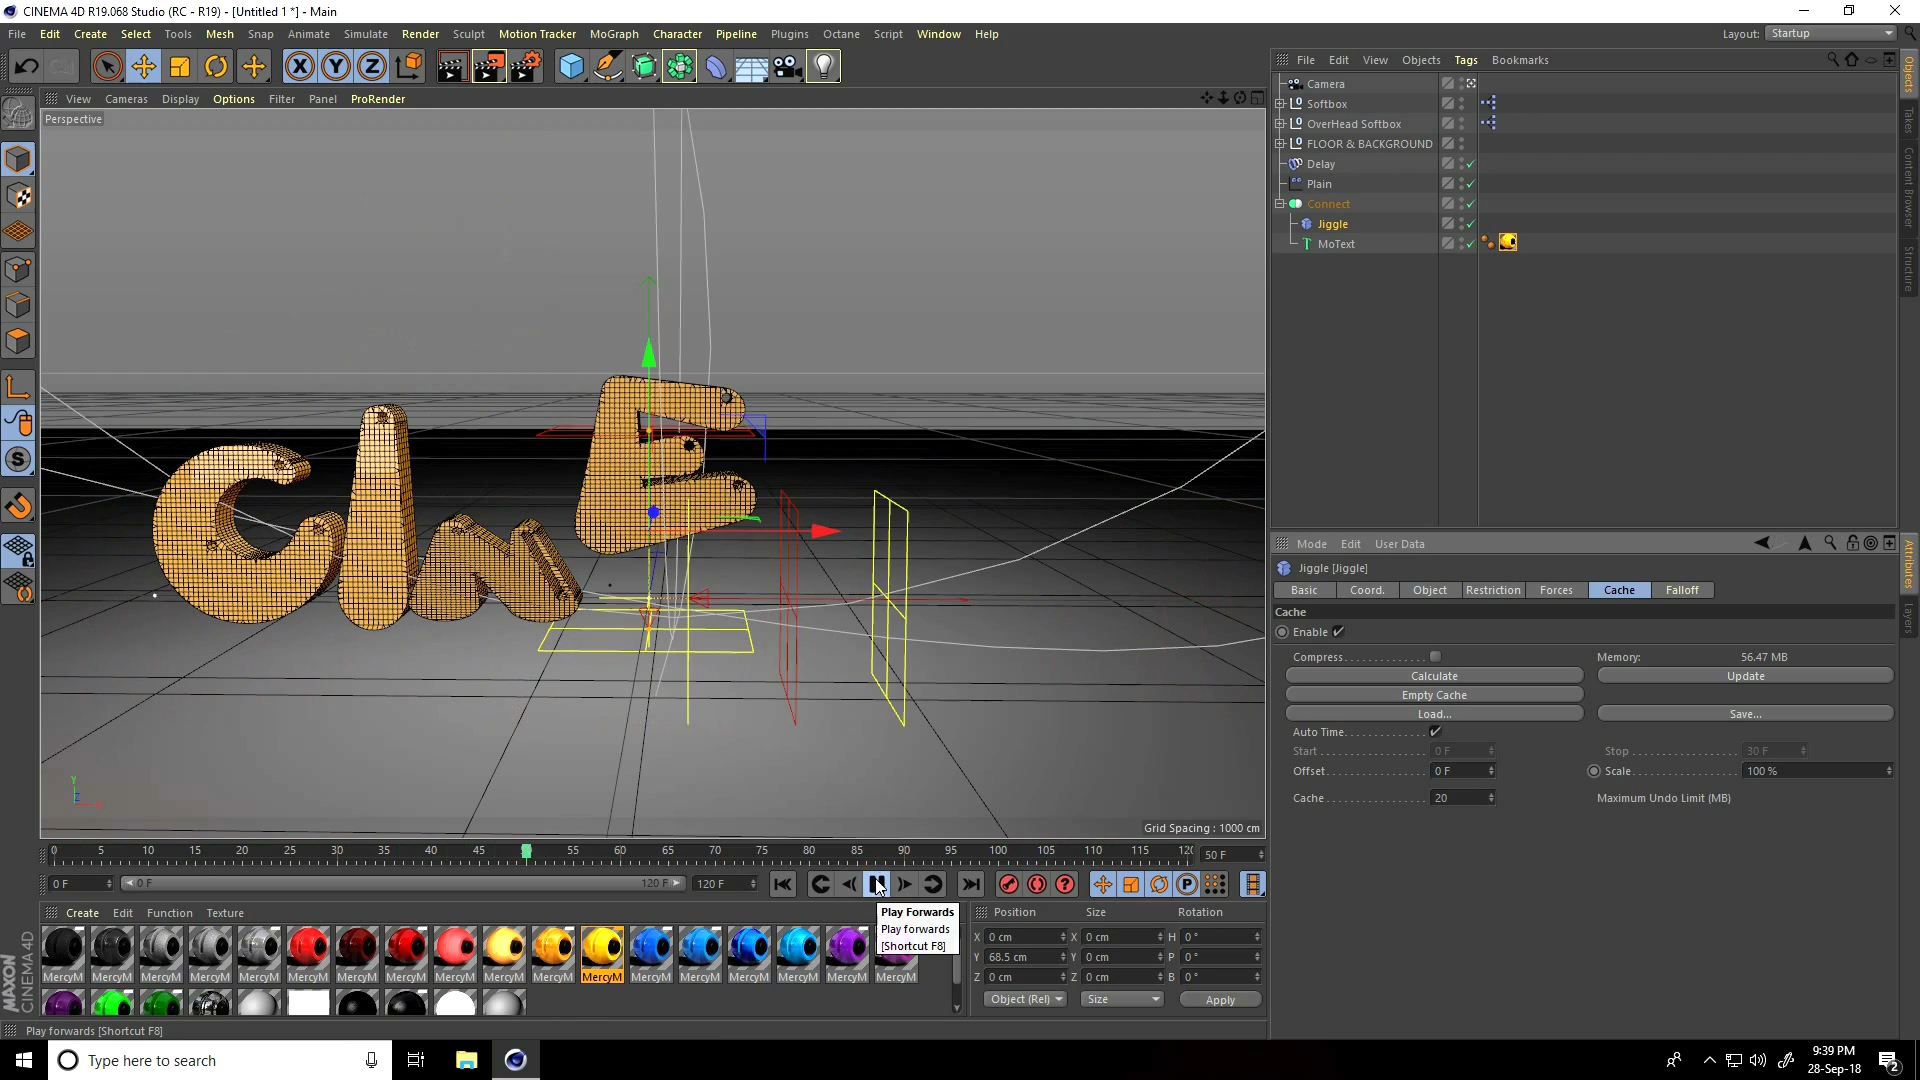 CINEMA 4D R19.068 Studio (RC - R19) - [Untitled 1 *] - Main
File Edit Create Select Tools Mesh Snap Animate Simulate Render Sculpt Motion Tracker MoGraph Character Pipeline Plugins Octane Script Window Help
Layout: Startup
X Y Z
View Cameras Display Options Filter Panel ProRender
Perspective
Grid Spacing : 1000 cm
File Edit View Objects Tags Bookmarks
Camera
Softbox
OverHead Softbox
FLOOR & BACKGROUND
Delay
Plain
Connect
Jiggle
MoText
Objects
Takes
Content Browser
Structure
Mode Edit User Data
Jiggle [Jiggle]
Basic Coord. Object Restriction Forces Cache Falloff
Cache
Enable
Compress
Memory: 56.47 MB
Calculate Update
Empty Cache
Load... Save...
Auto Time
Start 0 F Stop 30 F
Offset 0 F Scale 100 %
Cache 20 Maximum Undo Limit (MB)
Attributes
Layers
0 5 10 15 20 25 30 35 40 45 55 60 65 70 75 80 85 90 95 100 105 110 115 120 50 F
0 F 0 F 120 F 120 F
Create Edit Function Texture
Play Forwards
Play forwards
[Shortcut F8]
MercyM MercyM MercyM MercyM MercyM MercyM MercyM MercyM MercyM MercyM MercyM MercyM MercyM MercyM MercyM MercyM MercyM MercyM
MAXON
CINEMA 4D
Position Size Rotation
X 0 cm X 0 cm H 0 °
Y 68.5 cm Y 0 cm P 0 °
Z 0 cm Z 0 cm B 0 °
Object (Rel) Size Apply
Play forwards [Shortcut F8]
Type here to search
9:39 PM
28-Sep-18
2